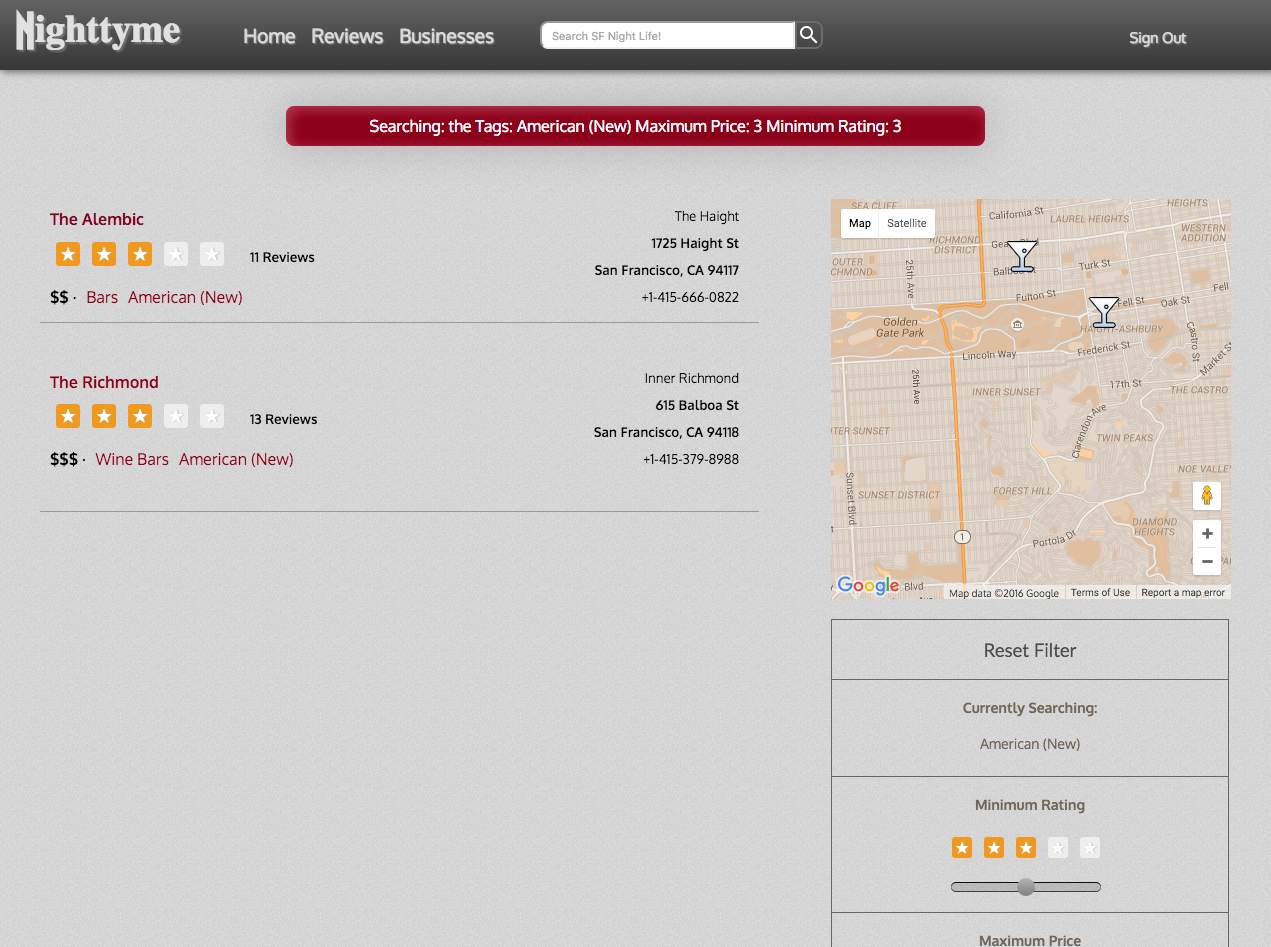 Nighttyme
Home Reviews Businesses
Search SF Night Life!
Sign Out
Searching: the Tags: American (New) Maximum Price: 3 Minimum Rating: 3
The Alembic
11 Reviews
$$ · Bars American (New)
The Haight
1725 Haight St
San Francisco, CA 94117
+1-415-666-0822
The Richmond
13 Reviews
$$$ · Wine Bars American (New)
Inner Richmond
615 Balboa St
San Francisco, CA 94118
+1-415-379-8988
Map Satellite
SEA CLIFF
California St
LAUREL HEIGHTS
HEIGHTS
WESTERN
ADDITION
RICHMOND
DISTRICT
OUTER
25th Ave
Turk St
Fulton St
Fell St
Oak St
Fell
Golden
Gate Park
HAIGHT-ASHBURY
Lincoln Way
Frederick St
Castro St
Market St
25th Ave
INNER SUNSET
17th St
THE CASTRO
Clarendon Ave
TWIN PEAKS
NOE VALLEY
Sunset Blvd
SUNSET DISTRICT
FOREST HILL
DIAMOND
HEIGHTS
1
Portola Dr
+
−
Google
Blvd
Map data ©2016 Google Terms of Use Report a map error
Reset Filter
Currently Searching:
American (New)
Minimum Rating
Maximum Price